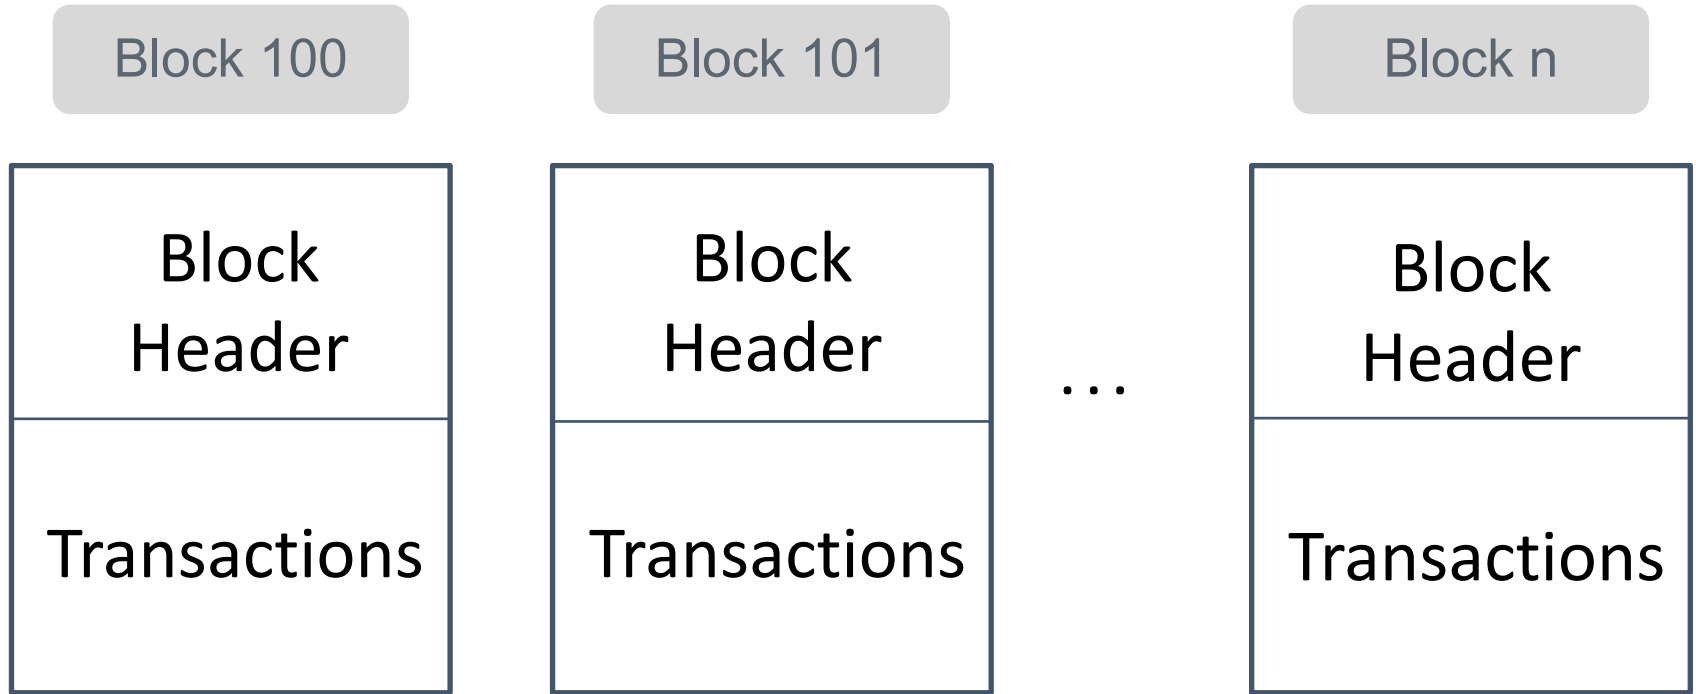 Block 100
Block 101
Block n
Block
Header
Transactions
Block
Header
Transactions
...
Block
Header
Transactions